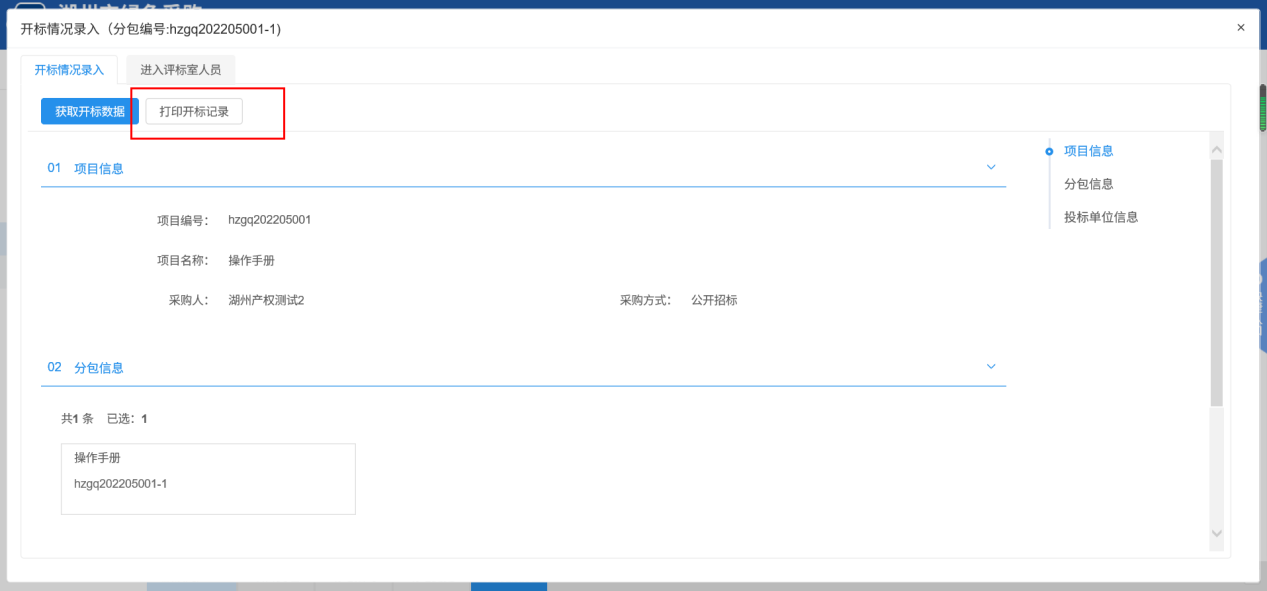 开标情况录入（分包编号:hzgq202205001-1)
×
开标情况录入
进入评标室人员
获取开标数据
打印开标记录
01 项目信息
项目编号： hzgq202205001
项目名称： 操作手册
采购人： 湖州产权测试2
采购方式： 公开招标
02 分包信息
共1 条 已选：1
操作手册
hzgq202205001-1
项目信息
分包信息
投标单位信息